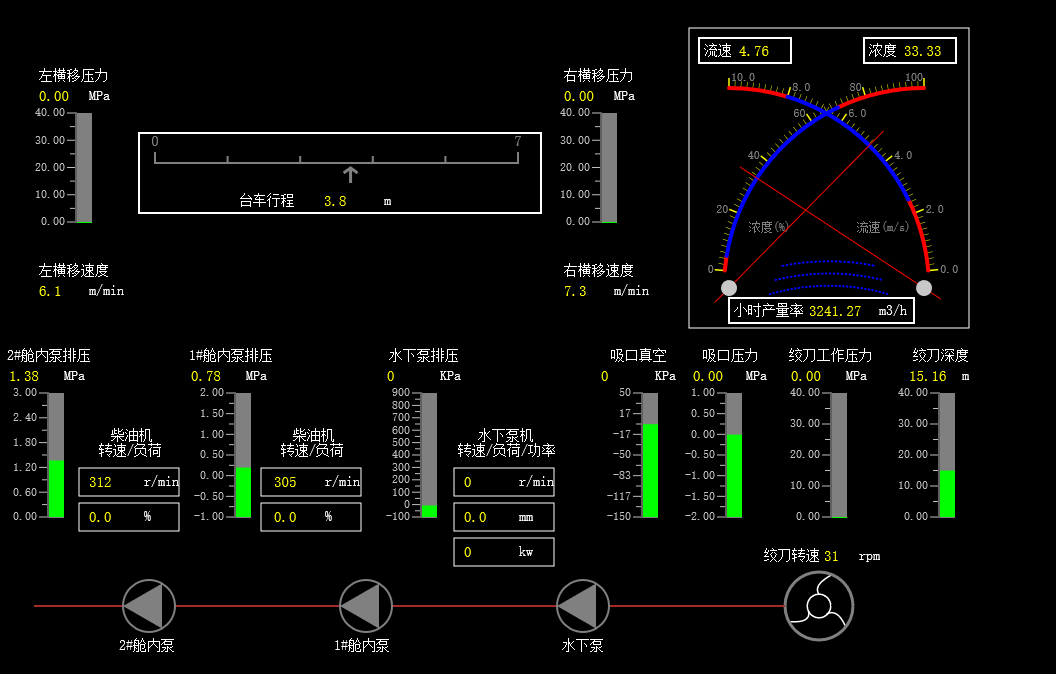 左横移压力
0.00 MPa
40.00
30.00
20.00
10.00
0.00
左横移速度
6.1 m/min
0 7
台车行程 3.8 m
右横移压力
0.00 MPa
40.00
30.00
20.00
10.00
0.00
右横移速度
7.3 m/min
流速 4.76
浓度 33.33
10.0 8.0 80 100
60 6.0
40 4.0
20 2.0
浓度(%) 流速(m/s)
0 0.0
小时产量率 3241.27 m3/h
2#舱内泵排压
1.38 MPa
3.00
2.40
1.80
1.20
0.60
0.00
柴油机
转速/负荷
312 r/min
0.0 %
1#舱内泵排压
0.78 MPa
2.00
1.50
1.00
0.50
0.00
-0.50
-1.00
柴油机
转速/负荷
305 r/min
0.0 %
水下泵排压
0 KPa
900
800
700
600
500
400
300
200
100
0
-100
水下泵机
转速/负荷/功率
0 r/min
0.0 mm
0 kw
吸口真空
0 KPa
50
17
-17
-50
-83
-117
-150
吸口压力
0.00 MPa
1.00
0.50
0.00
-0.50
-1.00
-1.50
-2.00
绞刀工作压力
0.00 MPa
40.00
30.00
20.00
10.00
0.00
绞刀深度
15.16 m
40.00
30.00
20.00
10.00
0.00
绞刀转速 31 rpm
2#舱内泵
1#舱内泵
水下泵